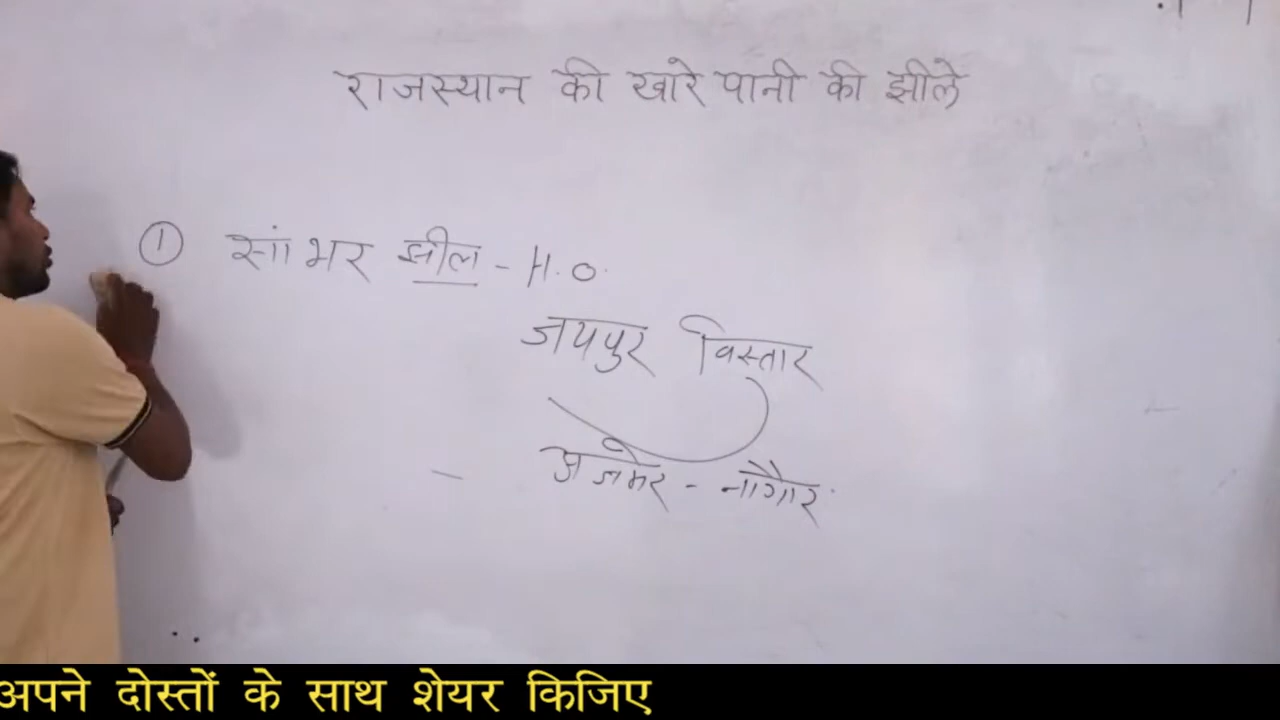 राजस्थान की खारे पानी की झीले
① सांभर झील - H.O.
जयपुर विस्तार
अजमेर - नागौर
अपने दोस्तों के साथ शेयर किजिए